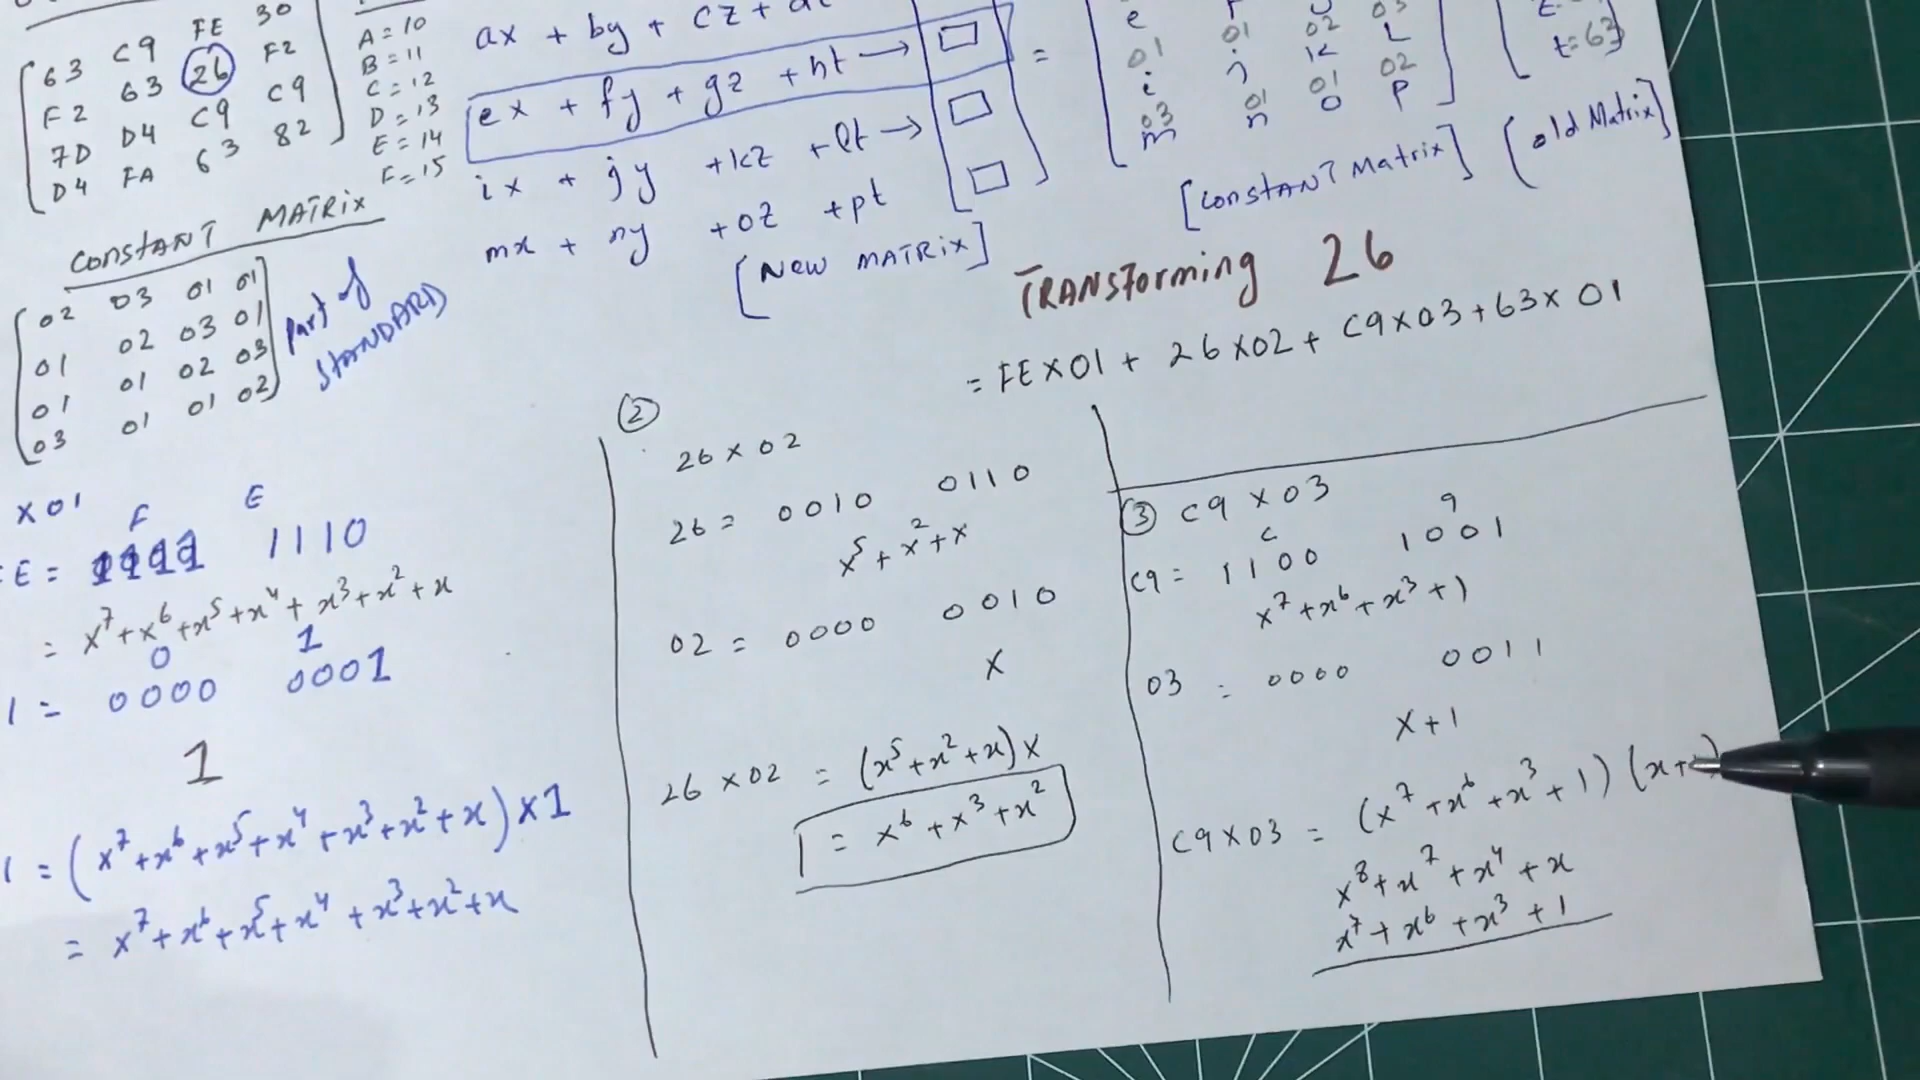 63 C9 FE 30
F2 63 26 F2
7D D4 C9 C9
D4 FA 63 82
A = 10
B = 11
C = 12
D = 13
E = 14
F = 15
ax + by + cz + dt
ex + fy + gz + ht →
ix + jy + kz + lt →
mx + ny + oz + pt
[New MATRix]
=
e
01 01 02 03
i j k L
03 01 01 02
m n o p
[constANT Matrix]
t = 63
[old Matrix]
constANT MATRix
02 03 01 01
01 02 03 01
01 01 02 03
03 01 01 02
Part of
STANDARD
TRANSforming 26
= FE X 01 + 26 X 02 + C9 X 03 + 63 X 01
X 01
F E
E = 1111 1110
= x⁷ + x⁶ + x⁵ + x⁴ + x³ + x² + x
0 1
1 = 0000 0001
1
1 = (x⁷ + x⁶ + x⁵ + x⁴ + x³ + x² + x) × 1
= x⁷ + x⁶ + x⁵ + x⁴ + x³ + x² + x
②
26 x 02
26 = 0010 0110
x⁵ + x² + x
02 = 0000 0010
X
26 x 02 = (x⁵ + x² + x) x
= x⁶ + x³ + x²
③ C9 x 03
C 9
C9 = 1100 1001
x⁷ + x⁶ + x³ + 1
03 = 0000 0011
X + 1
C9 X 03 = (x⁷ + x⁶ + x³ + 1) (x +
x⁸ + x⁷ + x⁴ + x
x⁷ + x⁶ + x³ + 1